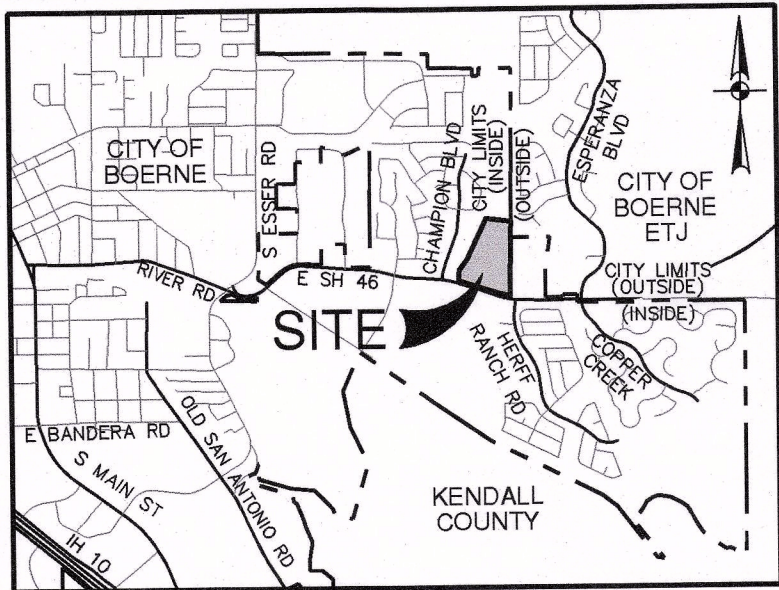 CITY OF
BOERNE
S ESSER RD
CHAMPION BLVD
CITY LIMITS
(INSIDE)
(OUTSIDE)
ESPERANZA
BLVD
CITY OF
BOERNE
ETJ
CITY LIMITS
(OUTSIDE)
(INSIDE)
RIVER RD
E SH 46
SITE
HERFF
RANCH RD
COPPER
CREEK
E BANDERA RD
S MAIN ST
OLD SAN ANTONIO RD
IH 10
KENDALL
COUNTY